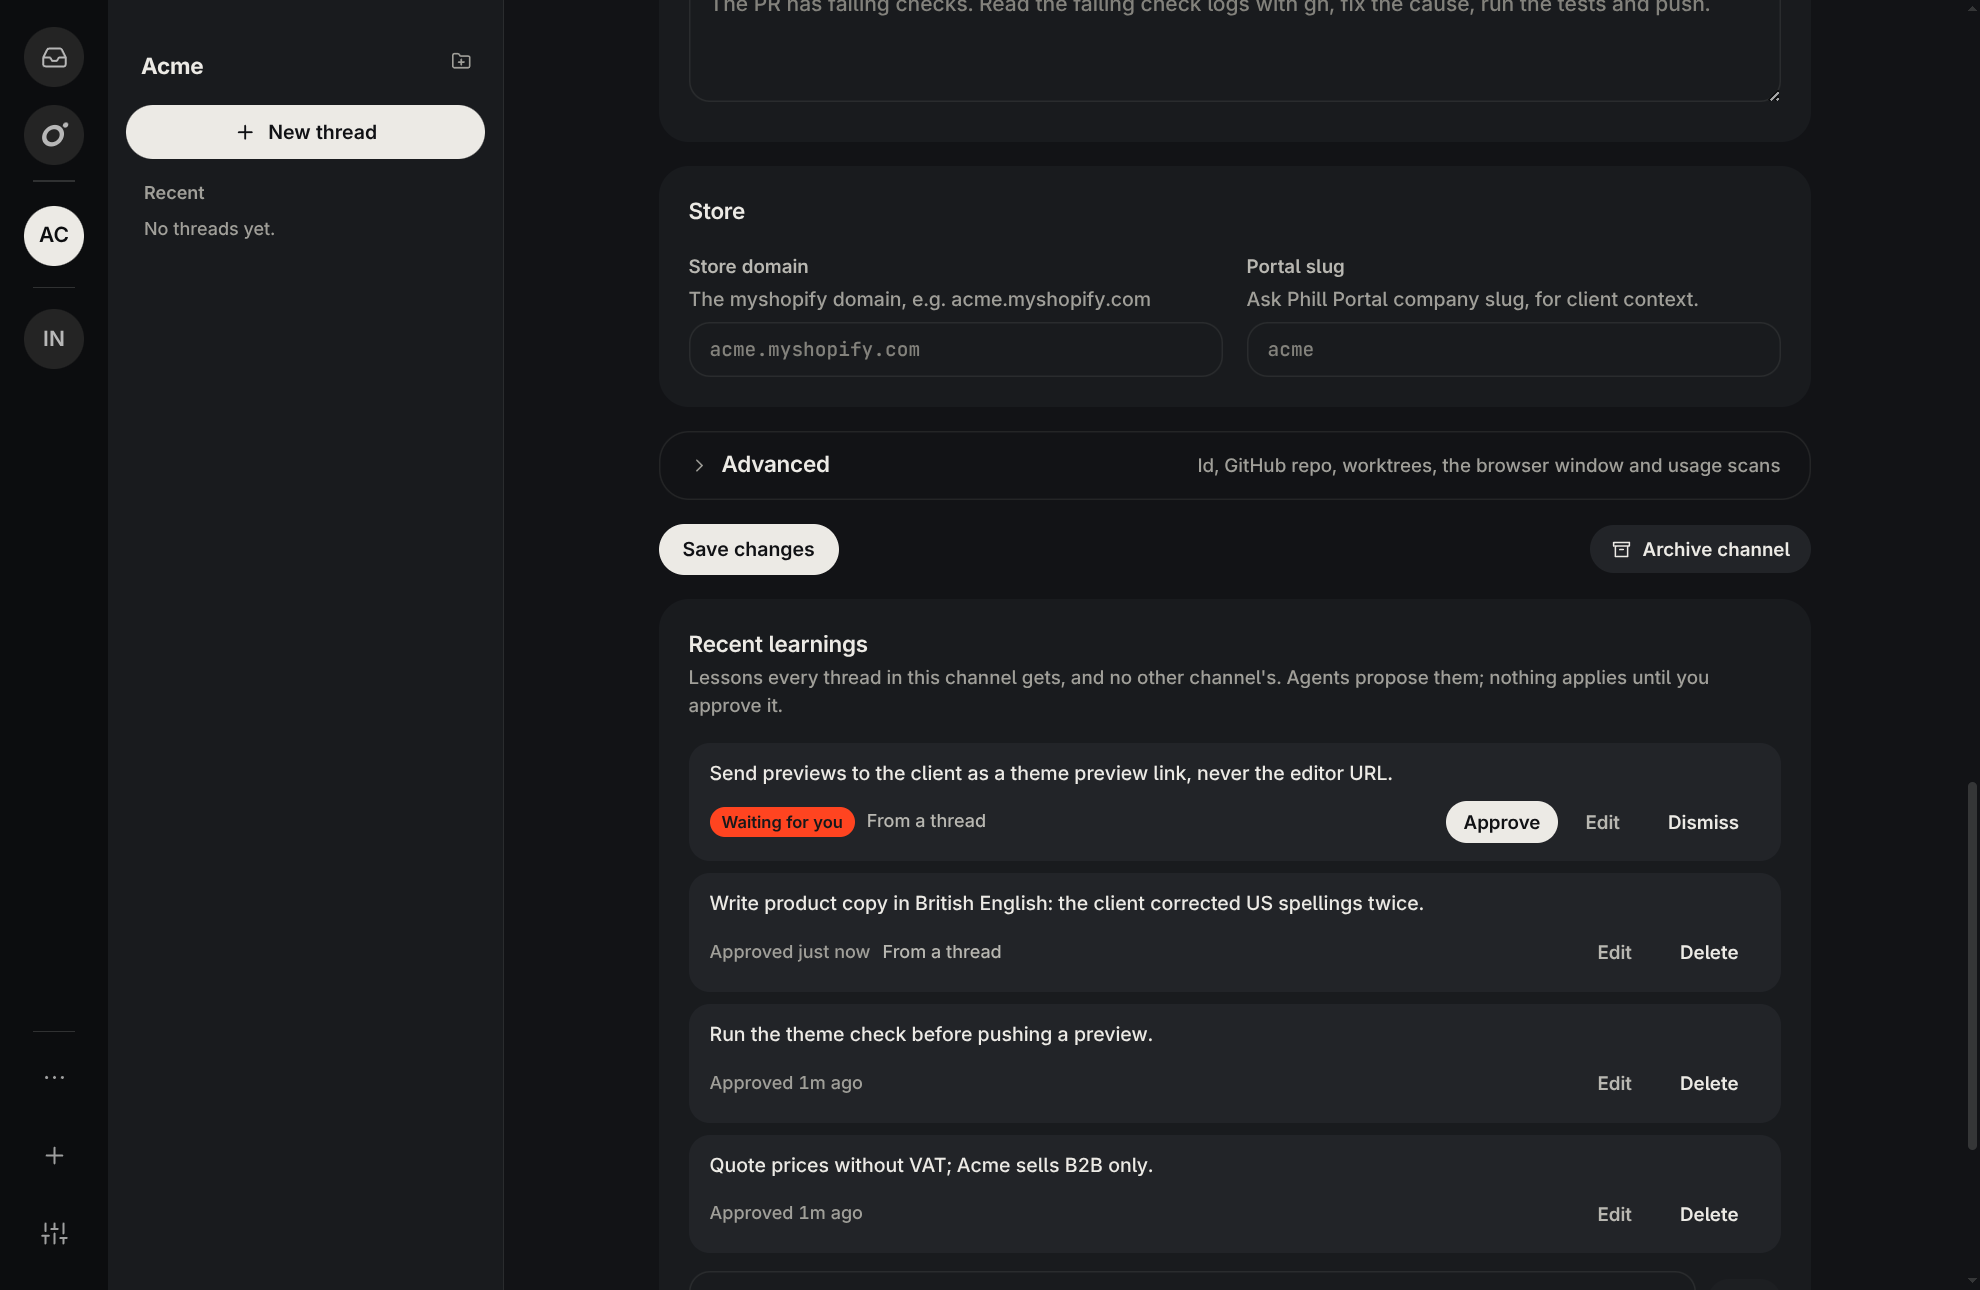 Acme
New thread
Recent
No threads yet.
AC
IN
The PR has failing checks. Read the failing check logs with gh, fix the cause, run the tests and push.
Store
Store domain
The myshopify domain, e.g. acme.myshopify.com
acme.myshopify.com
Portal slug
Ask Phill Portal company slug, for client context.
acme
Advanced
Id, GitHub repo, worktrees, the browser window and usage scans
Save changes
Archive channel
Recent learnings
Lessons every thread in this channel gets, and no other channel's. Agents propose them; nothing applies until you
approve it.
Send previews to the client as a theme preview link, never the editor URL.
Waiting for you From a thread
Approve Edit Dismiss
Write product copy in British English: the client corrected US spellings twice.
Approved just now From a thread
Edit Delete
Run the theme check before pushing a preview.
Approved 1m ago
Edit Delete
Quote prices without VAT; Acme sells B2B only.
Approved 1m ago
Edit Delete